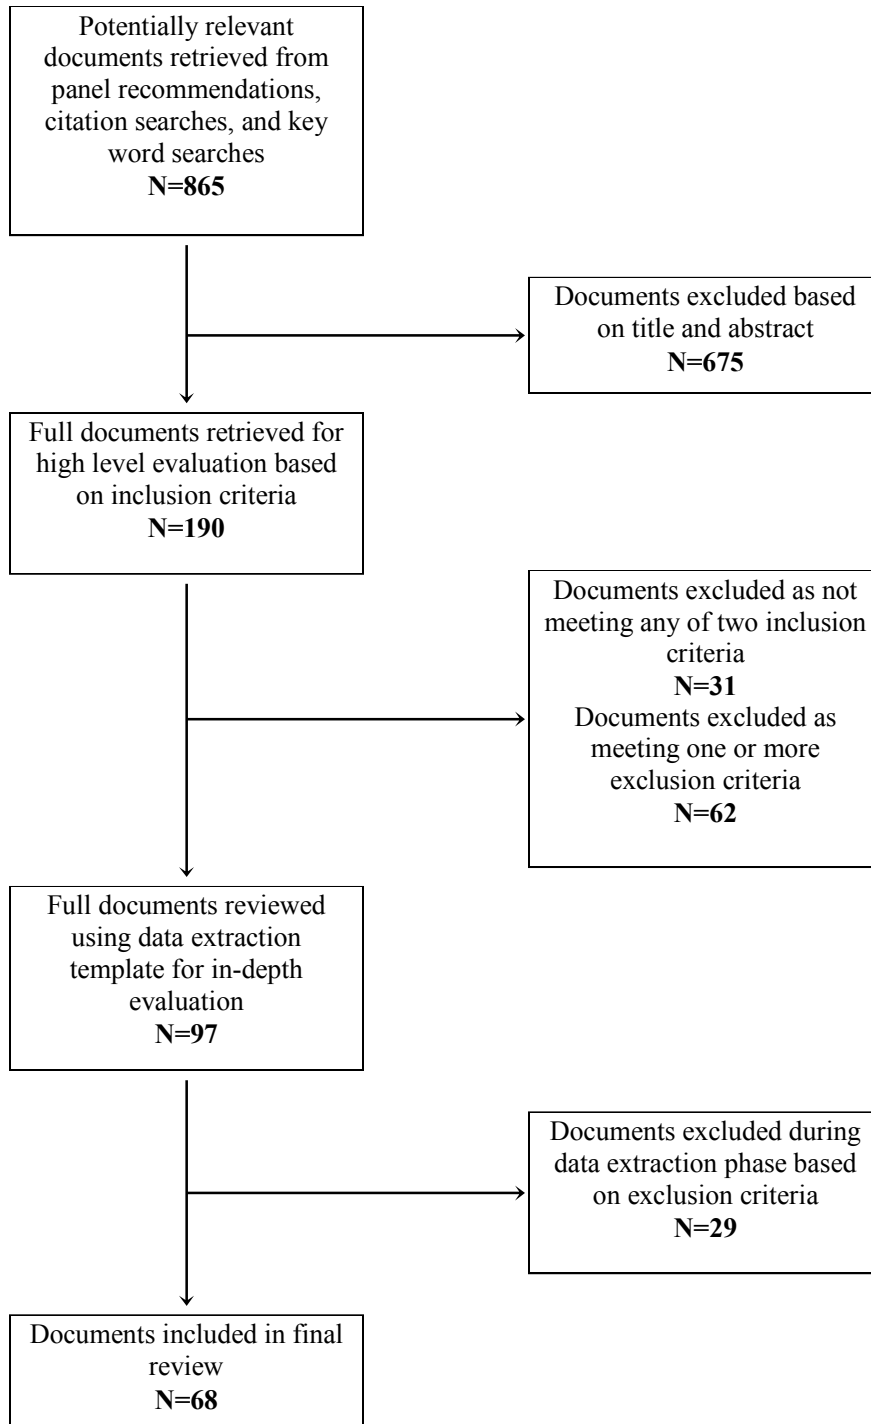 Potentially relevant
documents retrieved from
panel recommendations,
citation searches, and key
word searches
N=865
Documents excluded based
on title and abstract
N=675
Full documents retrieved for
high level evaluation based
on inclusion criteria
N=190
Documents excluded as not
meeting any of two inclusion
criteria
N=31
Documents excluded as
meeting one or more
exclusion criteria
N=62
Full documents reviewed
using data extraction
template for in-depth
evaluation
N=97
Documents excluded during
data extraction phase based
on exclusion criteria
N=29
Documents included in final
review
N=68